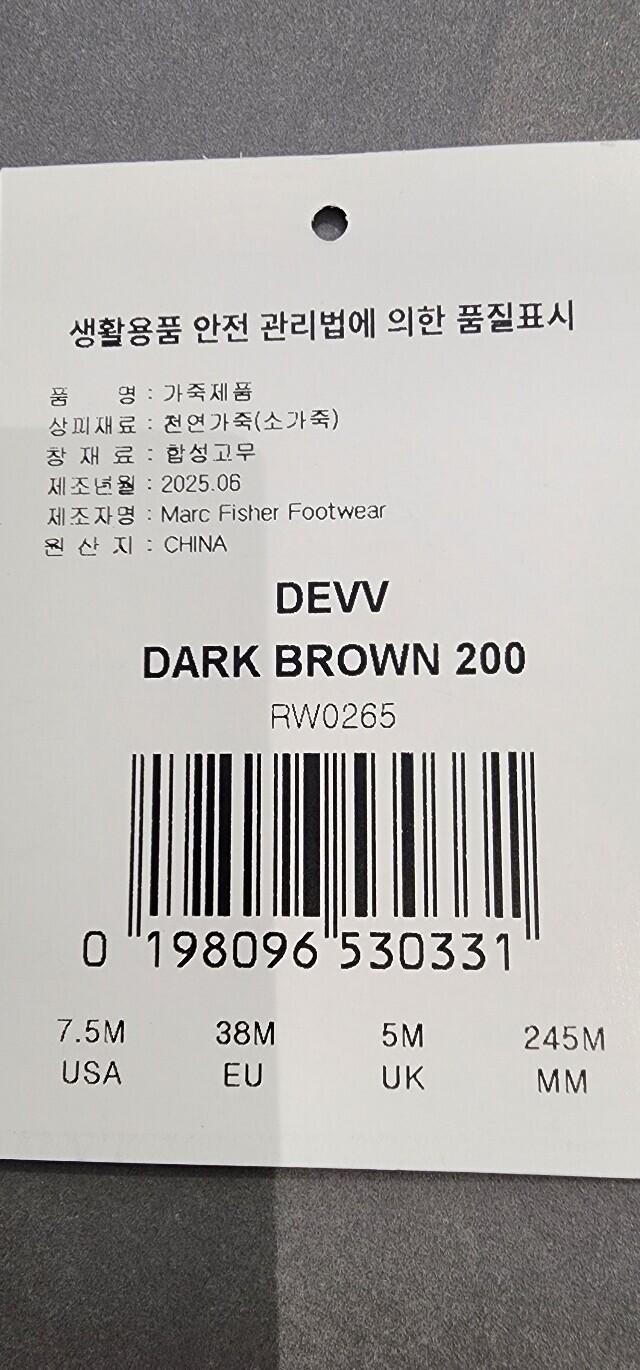 생활용품 안전 관리법에 의한 품질표시
품 명 : 가죽제품
상피재료 : 천연가죽(소가죽)
창 재 료 : 합성고무
제조년월 : 2025.06
제조자명 : Marc Fisher Footwear
원 산 지 : CHINA
DEVV
DARK BROWN 200
RW0265
0 198096 530331
7.5M 38M 5M 245M
USA EU UK MM